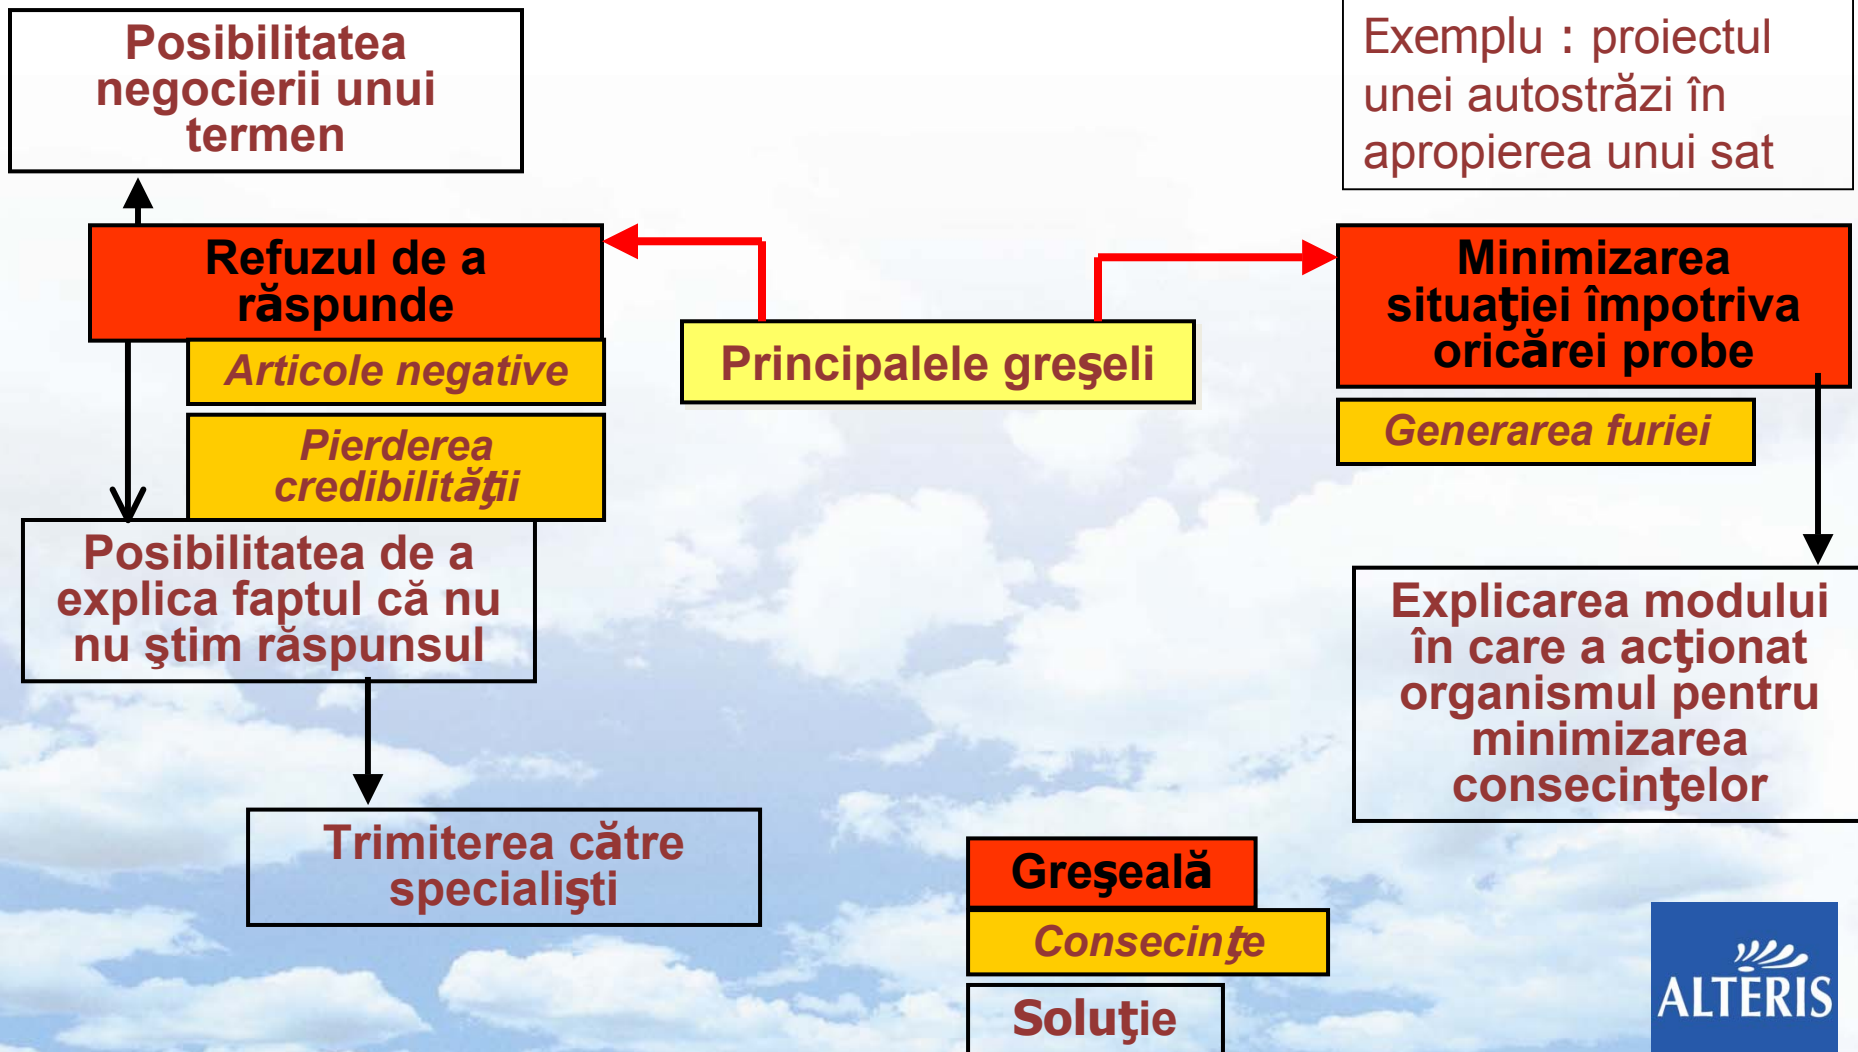 Posibilitatea
negocierii unui
termen
Exemplu : proiectul
unei autostrăzi în
apropierea unui sat
Refuzul de a
răspunde
Articole negative
Pierderea
credibilităţii
Principalele greşeli
Minimizarea
situaţiei împotriva
oricărei probe
Generarea furiei
Posibilitatea de a
explica faptul că nu
nu ştim răspunsul
Explicarea modului
în care a acţionat
organismul pentru
minimizarea
consecinţelor
Trimiterea către
specialişti
Greşeală
Consecinţe
Soluţie
ALTERIS